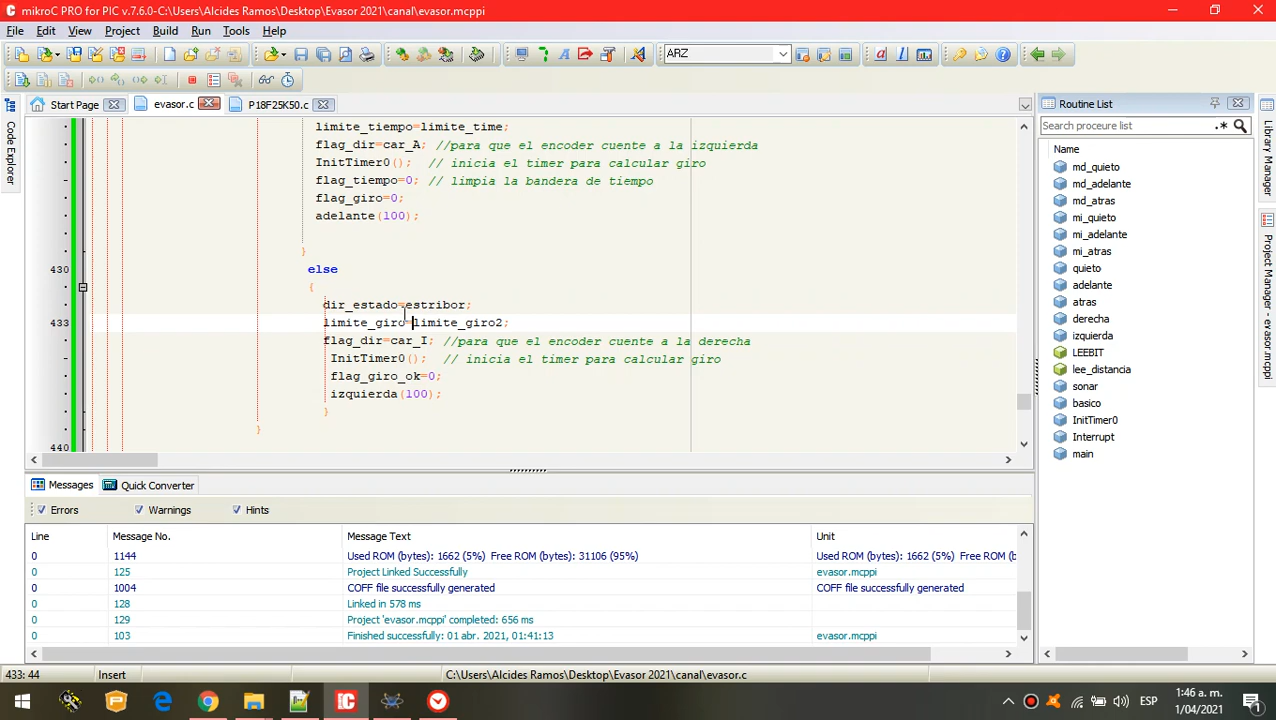 mikroC PRO for PIC v.7.6.0-C:\Users\Alcides Ramos\Desktop\Evasor 2021\canal\evasor.mcppi
File Edit View Project Build Run Tools Help
ARZ
Start Page evasor.c P18F25K50.c
Code Explorer
limite_tiempo=limite_time;
flag_dir=car_A; //para que el encoder cuente a la izquierda
InitTimer0(); // inicia el timer para calcular giro
flag_tiempo=0; // limpia la bandera de tiempo
flag_giro=0;
adelante(100);
}
430 else
{
dir_estado=estribor;
433 limite_giro=limite_giro2;
flag_dir=car_I; //para que el encoder cuente a la derecha
InitTimer0(); // inicia el timer para calcular giro
flag_giro_ok=0;
izquierda(100);
}
}
440
Routine List
Search proceure list .*
Name
md_quieto
md_adelante
md_atras
mi_quieto
mi_adelante
mi_atras
quieto
adelante
atras
derecha
izquierda
LEEBIT
lee_distancia
sonar
basico
InitTimer0
Interrupt
main
Library Manager
Project Manager - evasor.mcppi
Messages Quick Converter
Errors Warnings Hints
Line Message No. Message Text Unit
0 1144 Used ROM (bytes): 1662 (5%) Free ROM (bytes): 31106 (95%) Used ROM (bytes): 1662 (5%) Free ROM (b
0 125 Project Linked Successfully evasor.mcppi
0 1004 COFF file successfully generated COFF file successfully generated
0 128 Linked in 578 ms
0 129 Project 'evasor.mcppi' completed: 656 ms
0 103 Finished successfully: 01 abr. 2021, 01:41:13 evasor.mcppi
433: 44 Insert C:\Users\Alcides Ramos\Desktop\Evasor 2021\canal\evasor.c
ESP
1:46 a. m.
1/04/2021